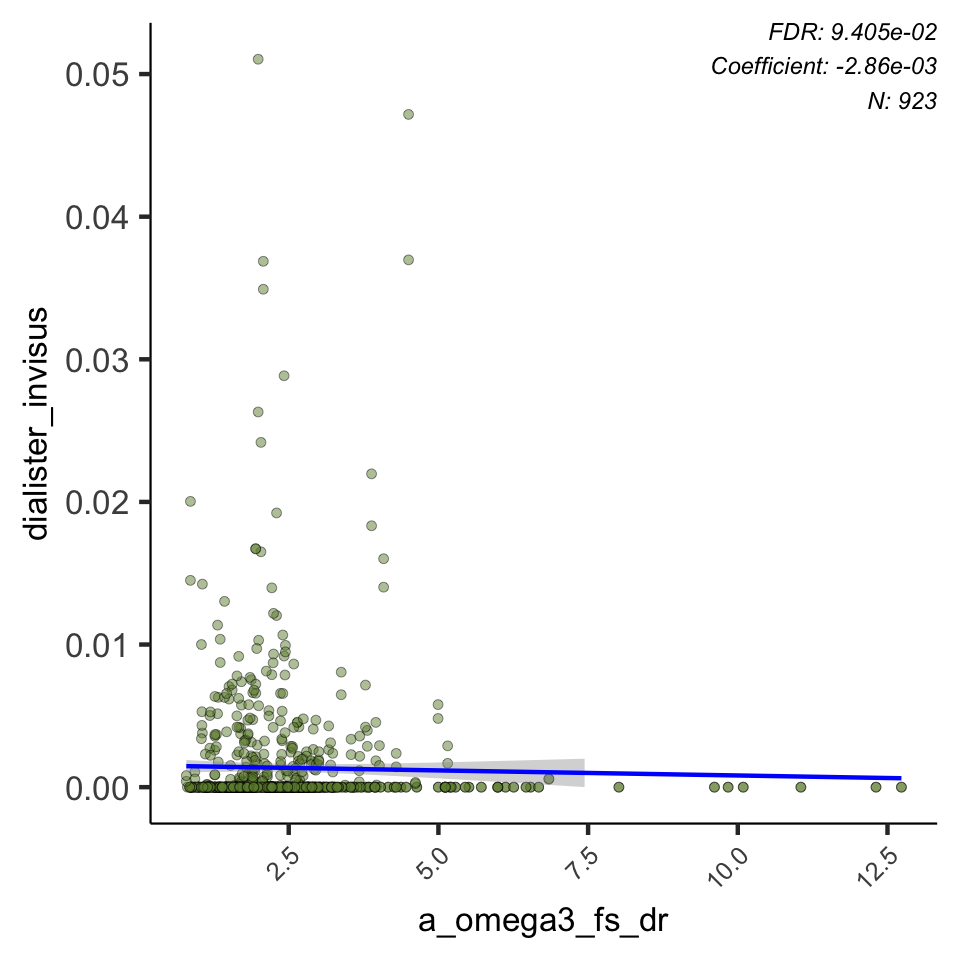 FDR: 9.405e-02
Coefficient: -2.86e-03
N: 923
0.05
0.04
0.03
0.02
0.01
0.00
dialister_invisus
2.5
5.0
7.5
10.0
12.5
a_omega3_fs_dr